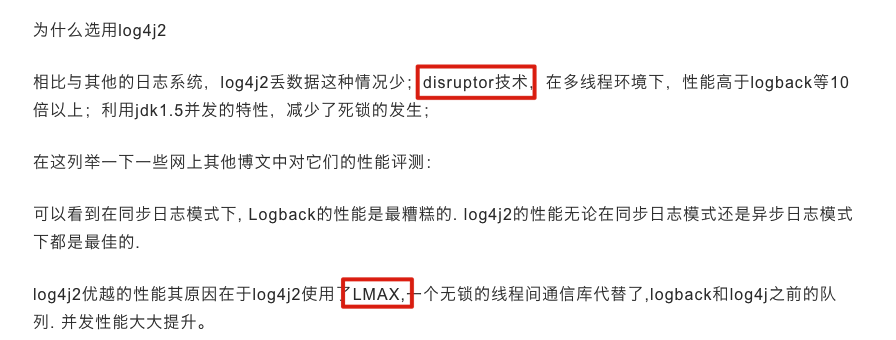 为什么选用log4j2
相比与其他的日志系统，log4j2丢数据这种情况少；disruptor技术，在多线程环境下，性能高于logback等10
倍以上；利用jdk1.5并发的特性，减少了死锁的发生；
在这列举一下一些网上其他博文中对它们的性能评测：
可以看到在同步日志模式下, Logback的性能是最糟糕的. log4j2的性能无论在同步日志模式还是异步日志模式
下都是最佳的.
log4j2优越的性能其原因在于log4j2使用了LMAX,一个无锁的线程间通信库代替了,logback和log4j之前的队
列. 并发性能大大提升。